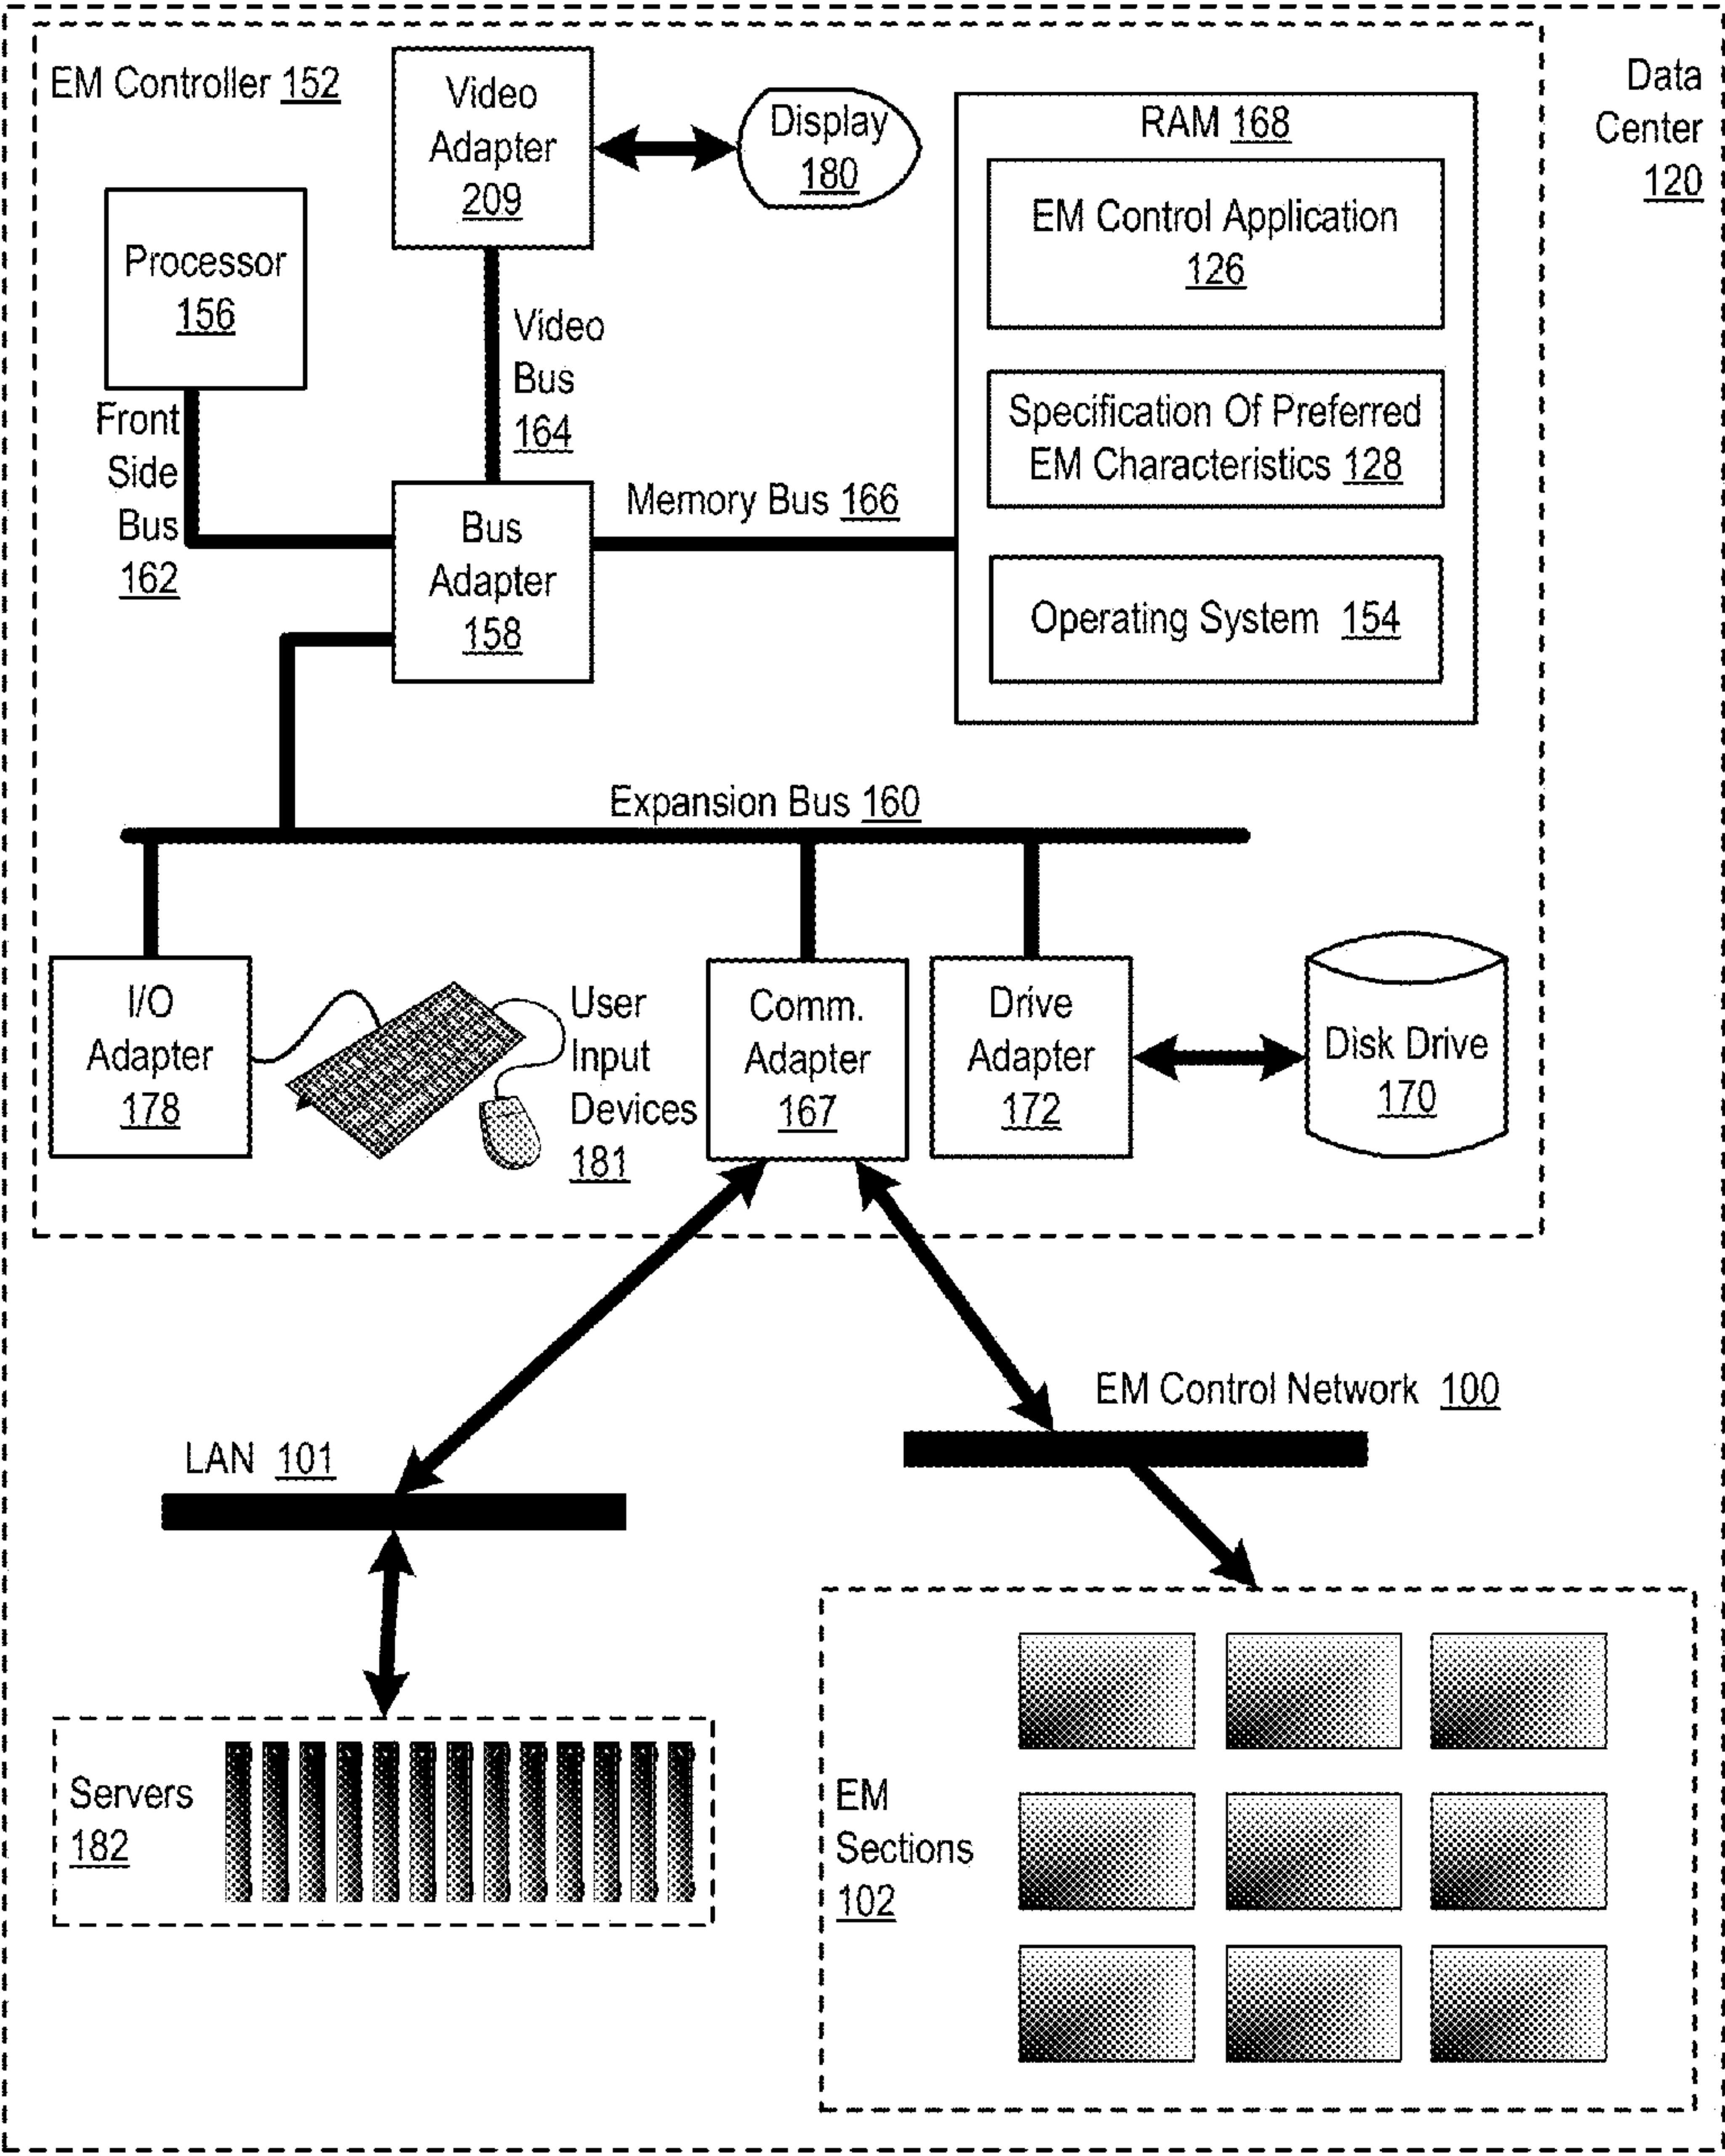 EM Controller 152
Data
Center
120
Video
Adapter
209
Display
180
RAM 168
EM Control Application
126
Specification Of Preferred
EM Characteristics 128
Operating System 154
Processor
156
Video
Bus
164
Front
Side
Bus
162
Bus
Adapter
158
Memory Bus 166
Expansion Bus 160
I/O
Adapter
178
User
Input
Devices
181
Comm.
Adapter
167
Drive
Adapter
172
Disk Drive
170
EM Control Network 100
LAN 101
Servers
182
EM
Sections
102